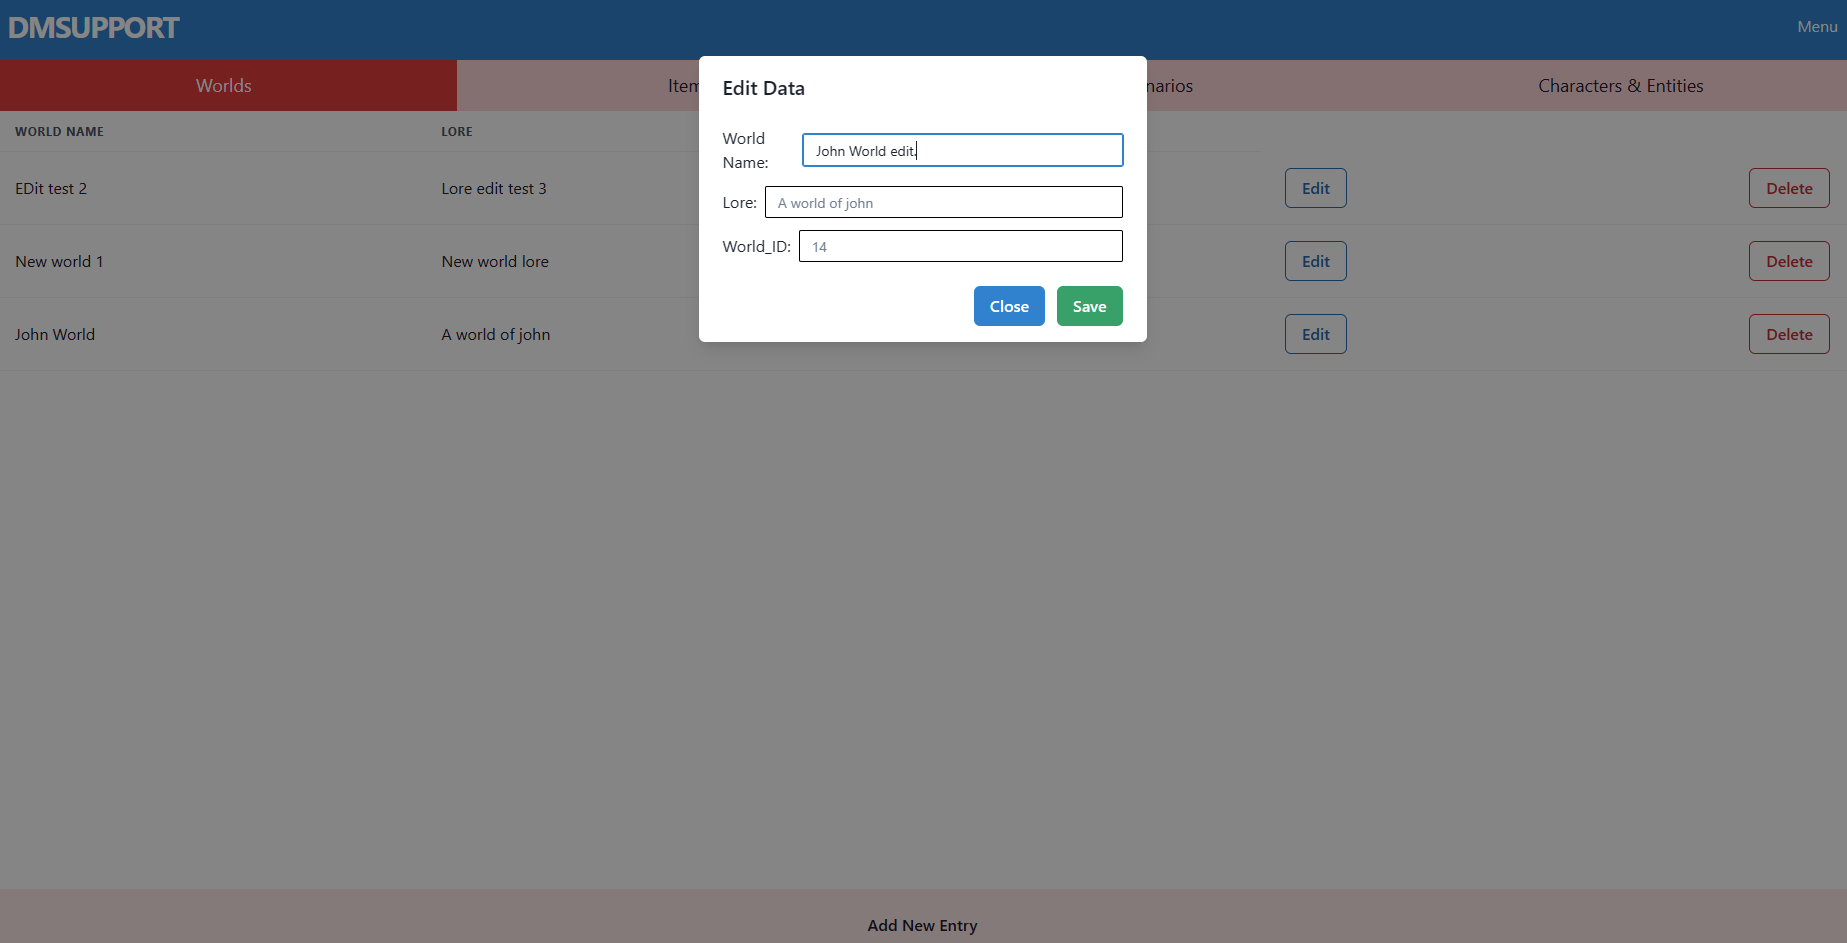 DMSUPPORT
Menu
Worlds
Item
narios
Characters & Entities
Edit Data
World Name:
John World edit.
Lore:
A world of john
World_ID:
14
Close
Save
WORLD NAME
LORE
EDit test 2
Lore edit test 3
Edit
Delete
New world 1
New world lore
Edit
Delete
John World
A world of john
Edit
Delete
Add New Entry